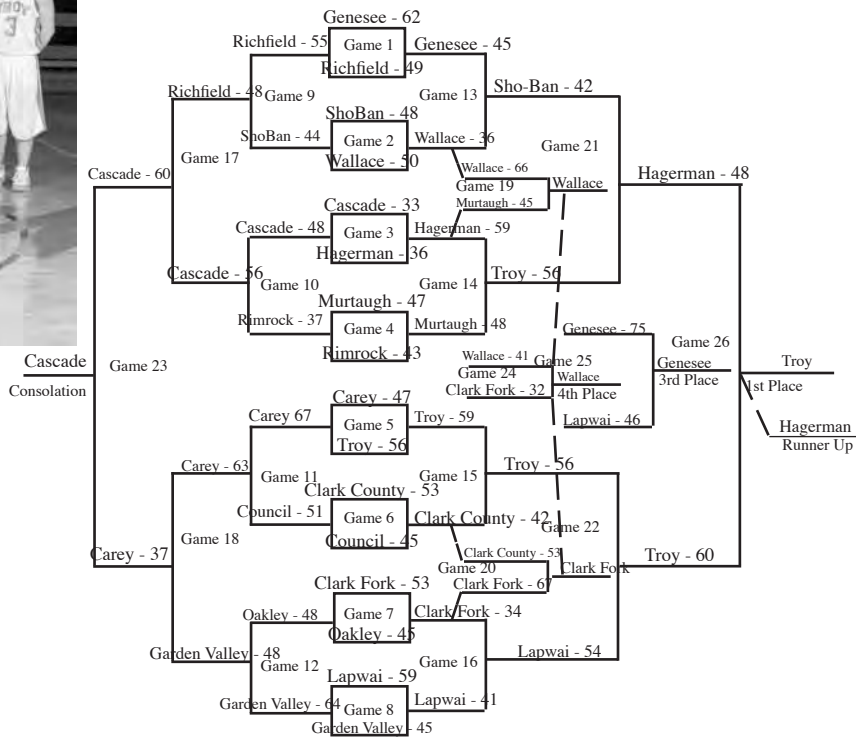 TROY
3
Genesee - 62
Richfield - 55
Game 1
Genesee - 45
Richfield - 49
Richfield - 48
Game 9
Game 13
Sho-Ban - 42
ShoBan - 48
ShoBan - 44
Game 2
Wallace - 36
Wallace - 50
Game 17
Game 21
Cascade - 60
Wallace - 66
Game 19
Wallace
Murtaugh - 45
Hagerman - 48
Cascade - 33
Cascade - 48
Game 3
Hagerman - 59
Hagerman - 36
Cascade - 56
Game 10
Game 14
Troy - 56
Murtaugh - 47
Rimrock - 37
Game 4
Murtaugh - 48
Rimrock - 43
Genesee - 75
Game 26
Cascade
Game 23
Consolation
Wallace - 41
Game 25
Game 24
Wallace
Clark Fork - 32
4th Place
Genesee
3rd Place
Troy
1st Place
Lapwai - 46
Hagerman
Runner Up
Carey - 47
Carey 67
Game 5
Troy - 59
Troy - 56
Carey - 63
Game 11
Game 15
Troy - 56
Clark County - 53
Council - 51
Game 6
Clark County - 42
Council - 45
Game 18
Game 22
Carey - 37
Clark County - 53
Game 20
Clark Fork
Clark Fork - 67
Troy - 60
Clark Fork - 53
Oakley - 48
Game 7
Clark Fork - 34
Oakley - 45
Garden Valley - 48
Game 12
Game 16
Lapwai - 54
Lapwai - 59
Garden Valley - 64
Game 8
Lapwai - 41
Garden Valley - 45